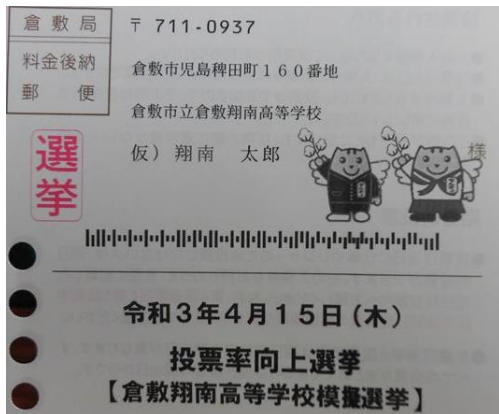 倉敷局
料金後納
郵便
〒 711-0937
倉敷市児島稗田町160番地
倉敷市立倉敷翔南高等学校
仮）翔南 太郎 様
選挙
令和3年4月15日(木)
投票率向上選挙
【倉敷翔南高等学校模擬選挙】